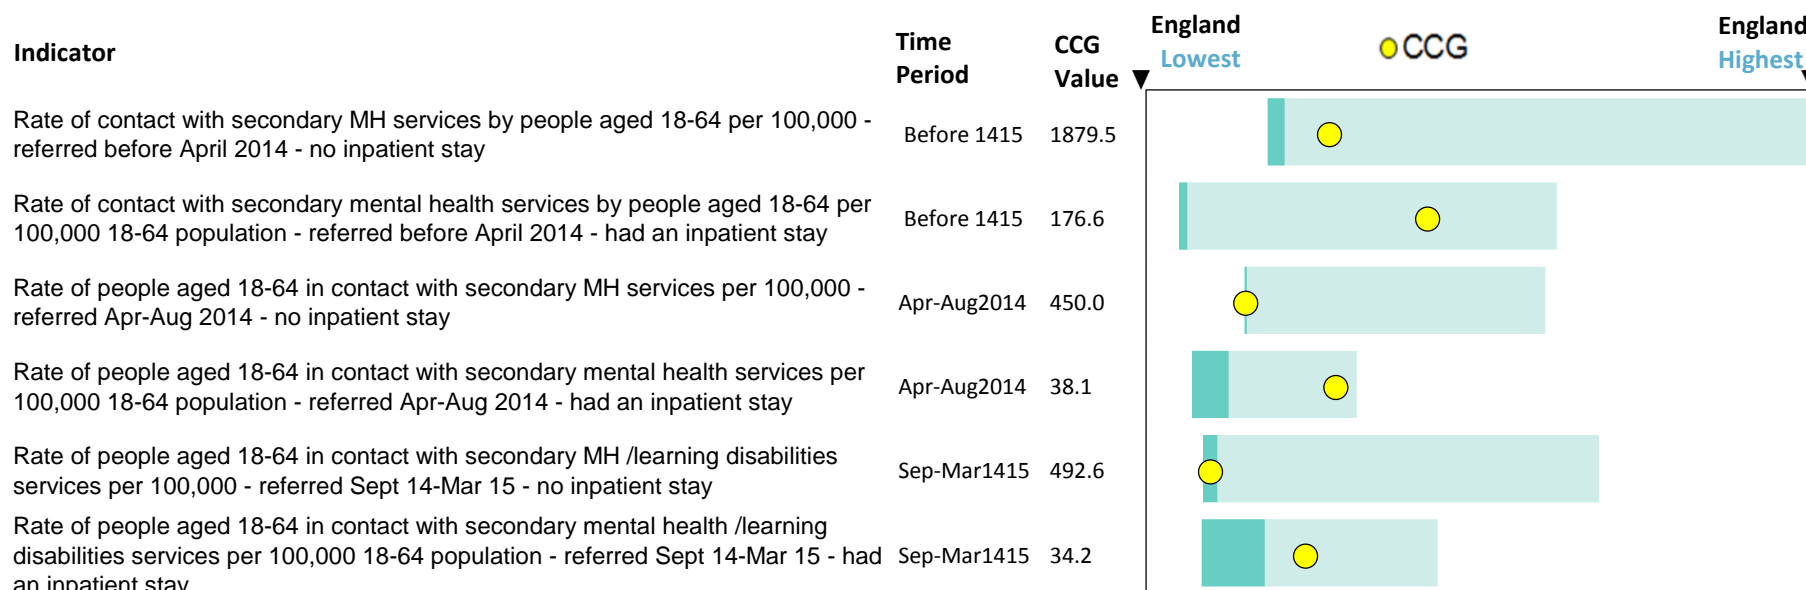 Indicator
Time
Period
CCG
Value
England
Lowest
CCG
England
Highest
Rate of contact with secondary MH services by people aged 18-64 per 100,000 -
referred before April 2014 - no inpatient stay
Before 1415
1879.5
Rate of contact with secondary mental health services by people aged 18-64 per
100,000 18-64 population - referred before April 2014 - had an inpatient stay
Before 1415
176.6
Rate of people aged 18-64 in contact with secondary MH services per 100,000 -
referred Apr-Aug 2014 - no inpatient stay
Apr-Aug2014
450.0
Rate of people aged 18-64 in contact with secondary mental health services per
100,000 18-64 population - referred Apr-Aug 2014 - had an inpatient stay
Apr-Aug2014
38.1
Rate of people aged 18-64 in contact with secondary MH /learning disabilities
services per 100,000 - referred Sept 14-Mar 15 - no inpatient stay
Sep-Mar1415
492.6
Rate of people aged 18-64 in contact with secondary mental health /learning
disabilities services per 100,000 18-64 population - referred Sept 14-Mar 15 - had
an inpatient stay
Sep-Mar1415
34.2